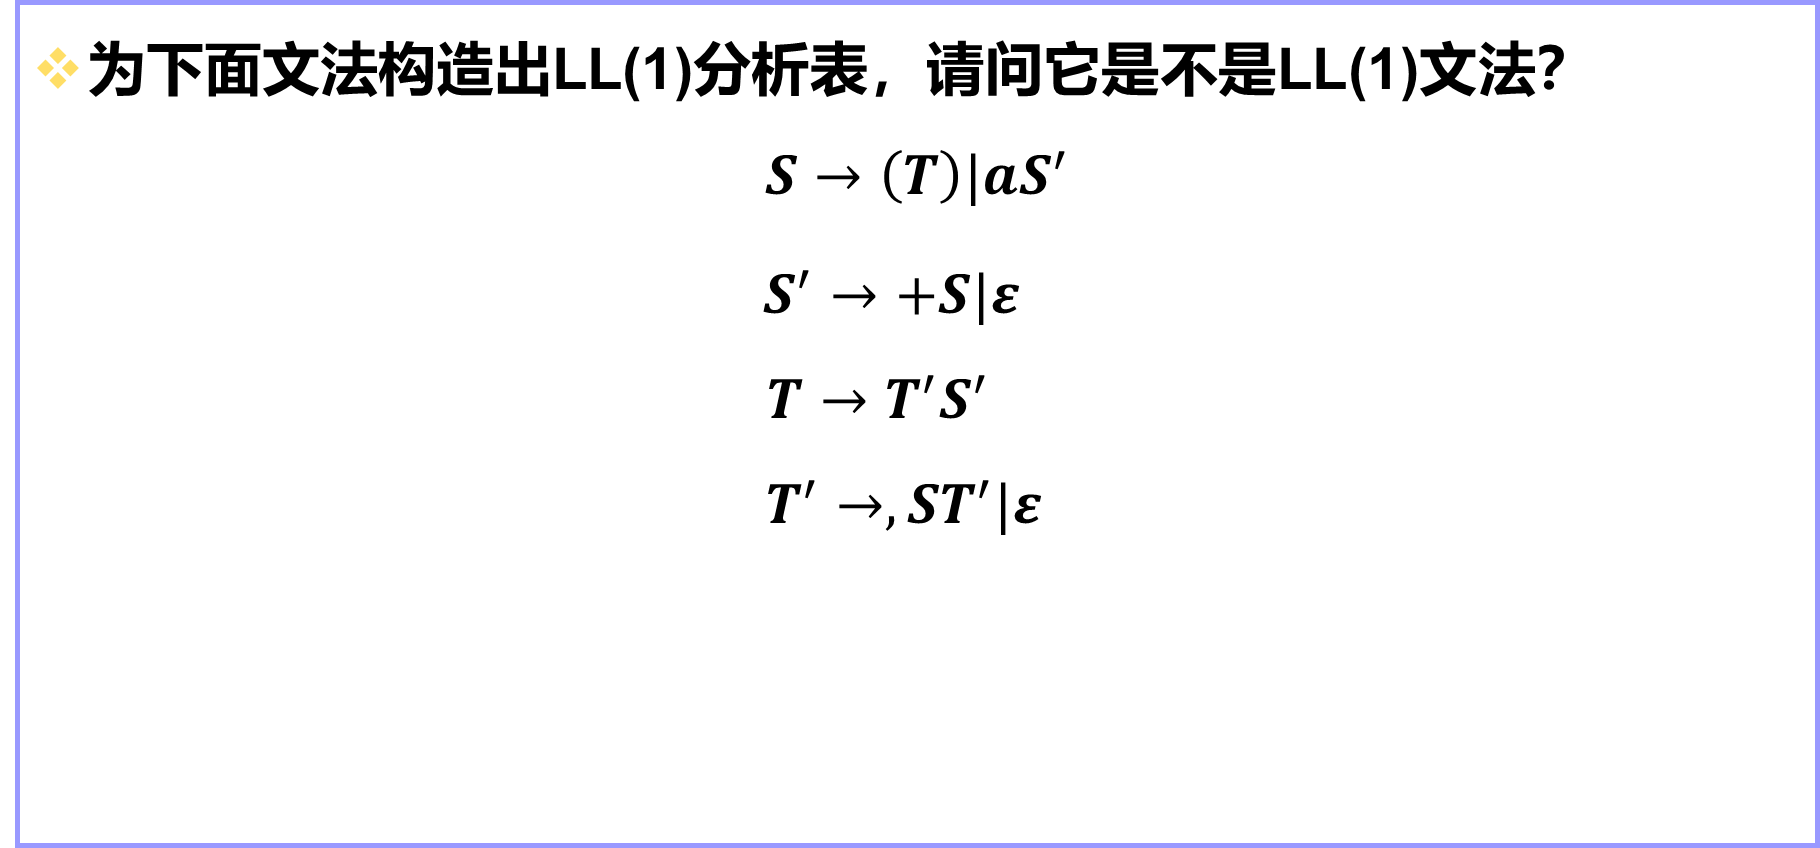 为下面文法构造出LL(1)分析表，请问它是不是LL(1)文法？
S → (T)|aS′
S′ → +S|ε
T → T′S′
T′ →, ST′|ε